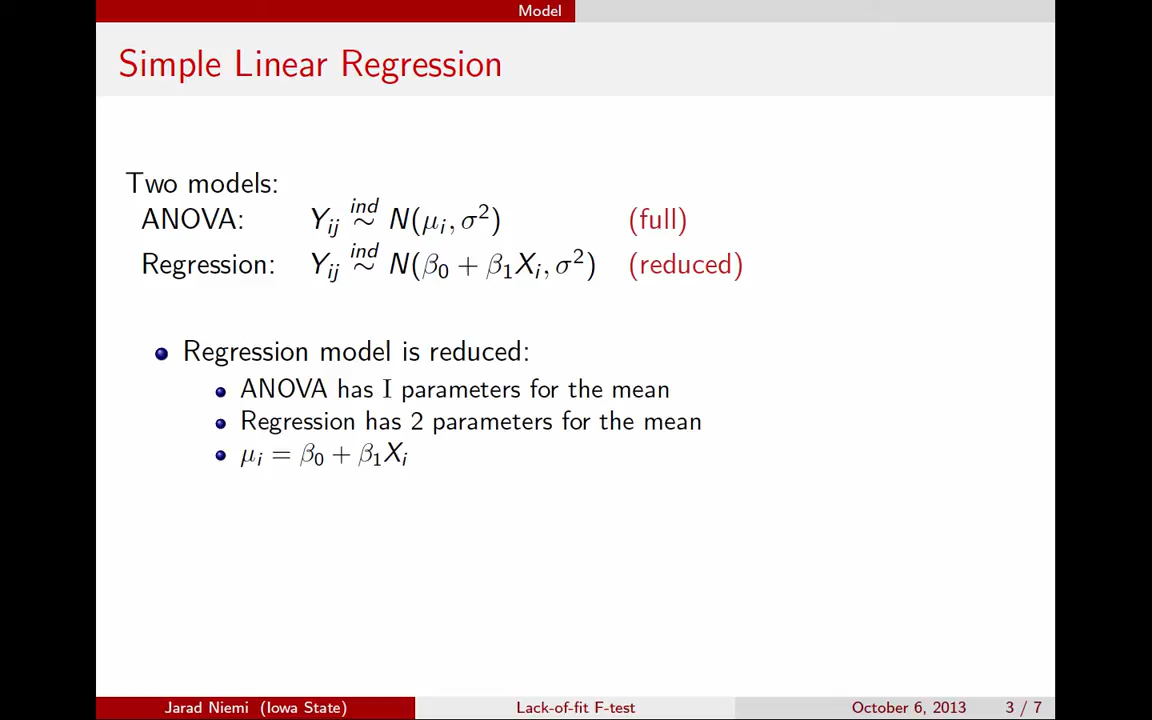 Model
Simple Linear Regression
Two models:
ANOVA: Y_ij ind∼ N(μ_i, σ²) (full)
Regression: Y_ij ind∼ N(β₀ + β₁X_i, σ²) (reduced)
Regression model is reduced:
ANOVA has I parameters for the mean
Regression has 2 parameters for the mean
μ_i = β₀ + β₁X_i
Jarad Niemi (Iowa State) Lack-of-fit F-test October 6, 2013 3 / 7